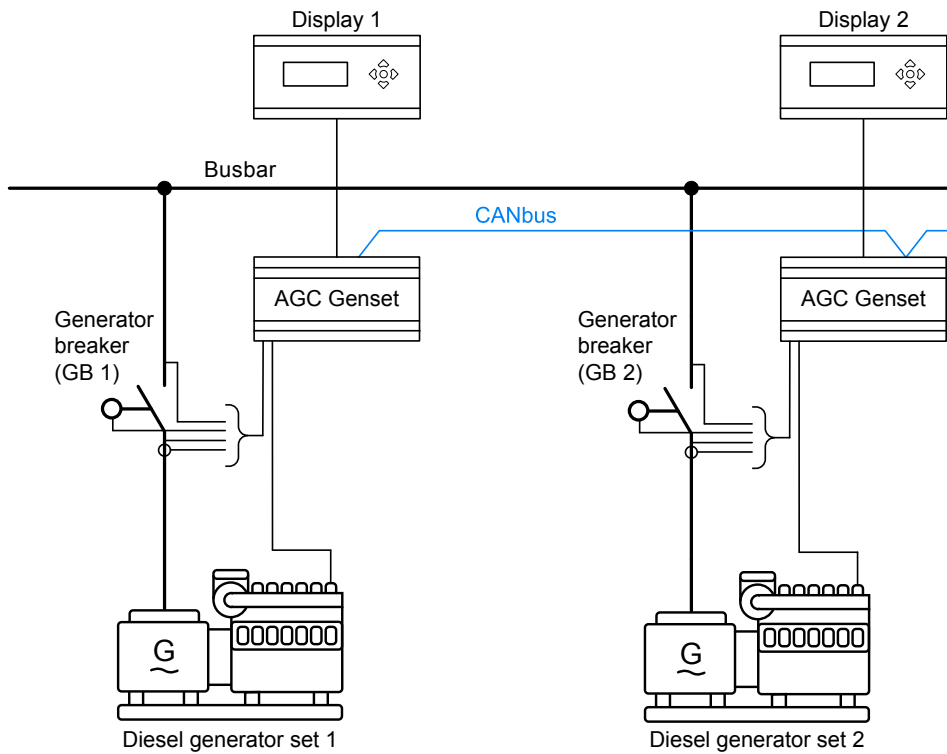 Display 1
Display 2
Busbar
CANbus
AGC Genset
AGC Genset
Generator
breaker
(GB 1)
Generator
breaker
(GB 2)
G
G
Diesel generator set 1
Diesel generator set 2